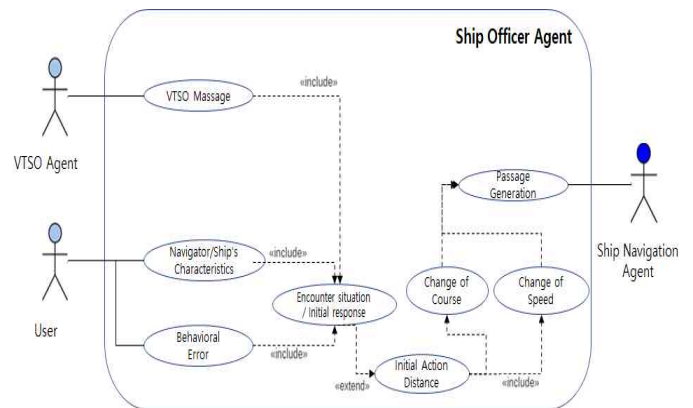 Ship Officer Agent
«include»
VTSO Massage
VTSO Agent
Passage
Generation
Ship Navigation
Agent
Navigator/Ship's
Characteristics
«include»
User
Encounter situation
/ Initial response
Change of
Course
Change of
Speed
Behavioral
Error
«include»
«extend»
Initial Action
Distance
«include»